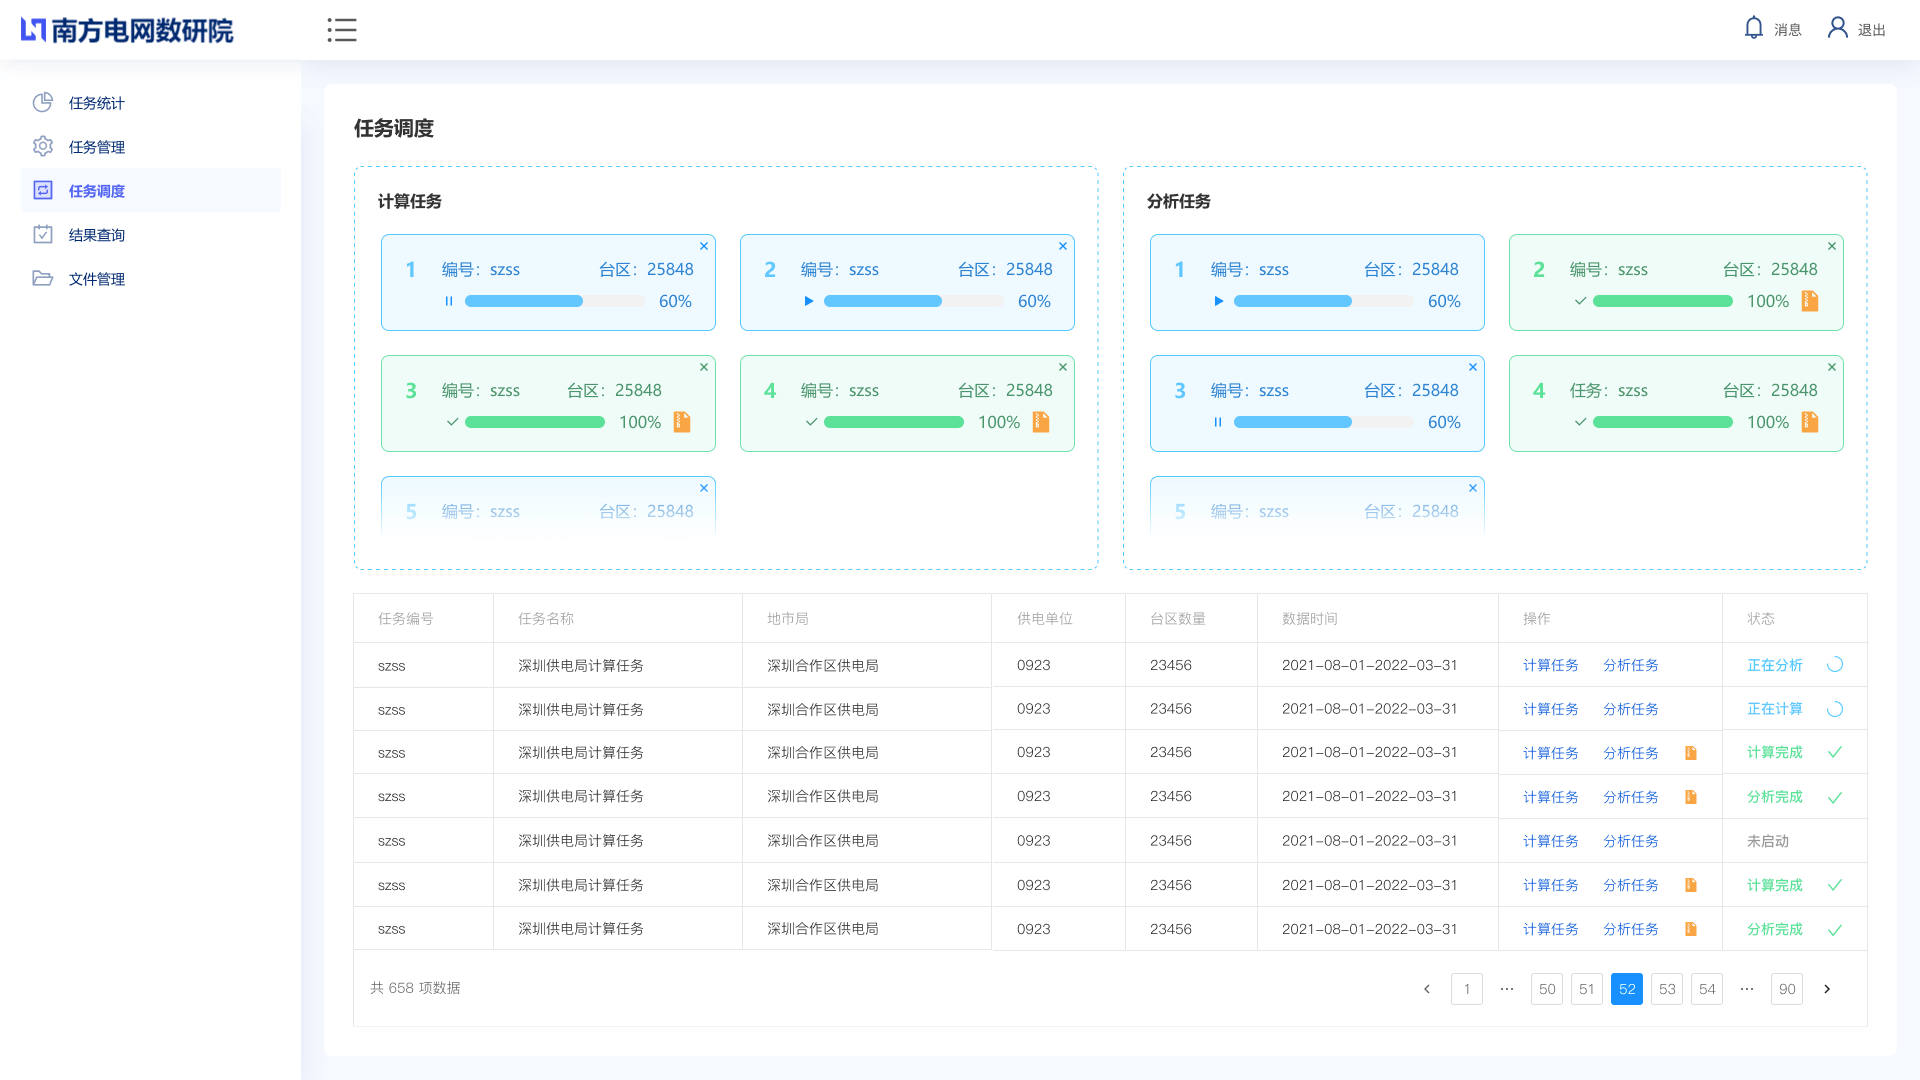 南方电网数研院
消息 退出
任务统计
任务管理
任务调度
结果查询
文件管理
任务调度
计算任务
1 编号：szss 台区：25848
60%
2 编号：szss 台区：25848
60%
3 编号：szss 台区：25848
100%
4 编号：szss 台区：25848
100%
5 编号：szss 台区：25848
分析任务
1 编号：szss 台区：25848
60%
2 编号：szss 台区：25848
100%
3 编号：szss 台区：25848
60%
4 任务：szss 台区：25848
100%
5 编号：szss 台区：25848
任务编号 任务名称 地市局 供电单位 台区数量 数据时间 操作 状态
szss 深圳供电局计算任务 深圳合作区供电局 0923 23456 2021-08-01-2022-03-31 计算任务 分析任务 正在分析
szss 深圳供电局计算任务 深圳合作区供电局 0923 23456 2021-08-01-2022-03-31 计算任务 分析任务 正在计算
szss 深圳供电局计算任务 深圳合作区供电局 0923 23456 2021-08-01-2022-03-31 计算任务 分析任务 计算完成
szss 深圳供电局计算任务 深圳合作区供电局 0923 23456 2021-08-01-2022-03-31 计算任务 分析任务 分析完成
szss 深圳供电局计算任务 深圳合作区供电局 0923 23456 2021-08-01-2022-03-31 计算任务 分析任务 未启动
szss 深圳供电局计算任务 深圳合作区供电局 0923 23456 2021-08-01-2022-03-31 计算任务 分析任务 计算完成
szss 深圳供电局计算任务 深圳合作区供电局 0923 23456 2021-08-01-2022-03-31 计算任务 分析任务 分析完成
共 658 项数据 1 ··· 50 51 52 53 54 ··· 90